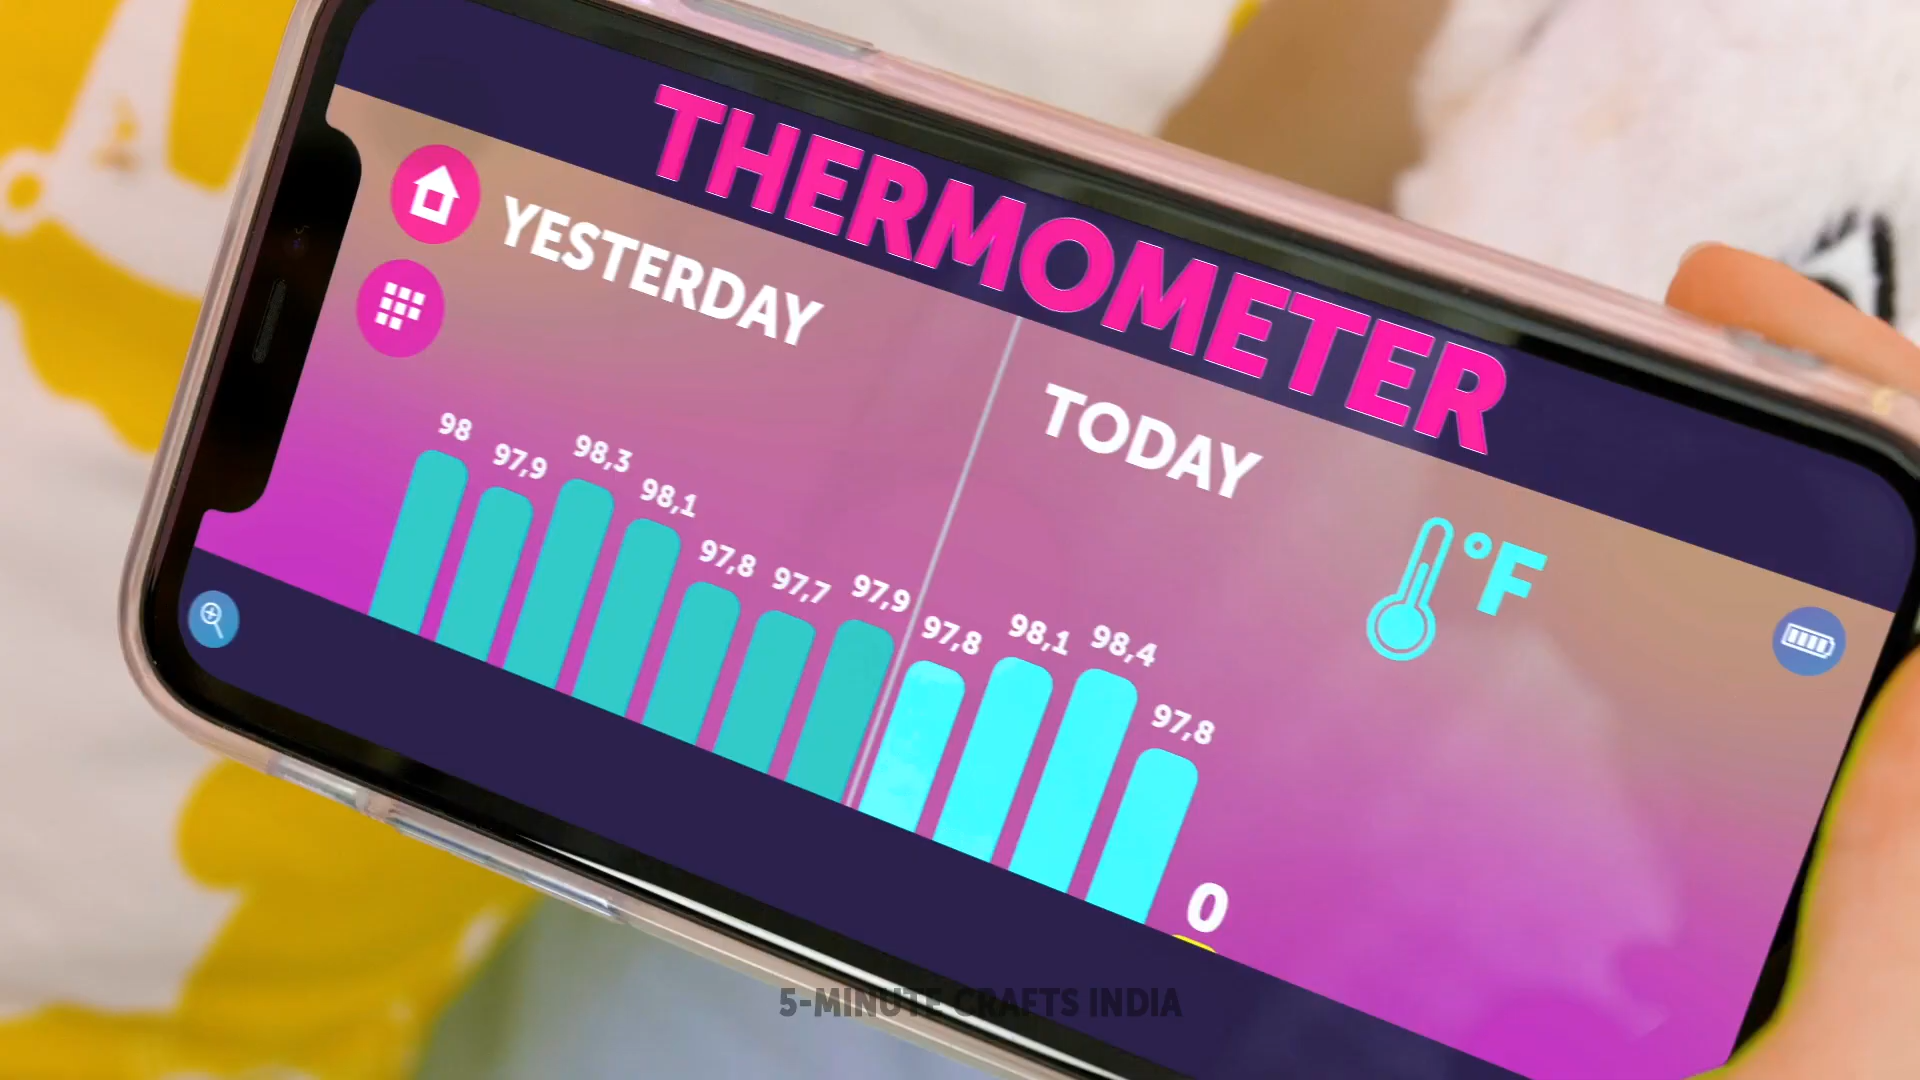 THERMOMETER
YESTERDAY
98
97,9
98,3
98,1
97,8
97,7
97,9
TODAY
°F
97,8
98,1
98,4
97,8
0
5-MINUTE CRAFTS INDIA